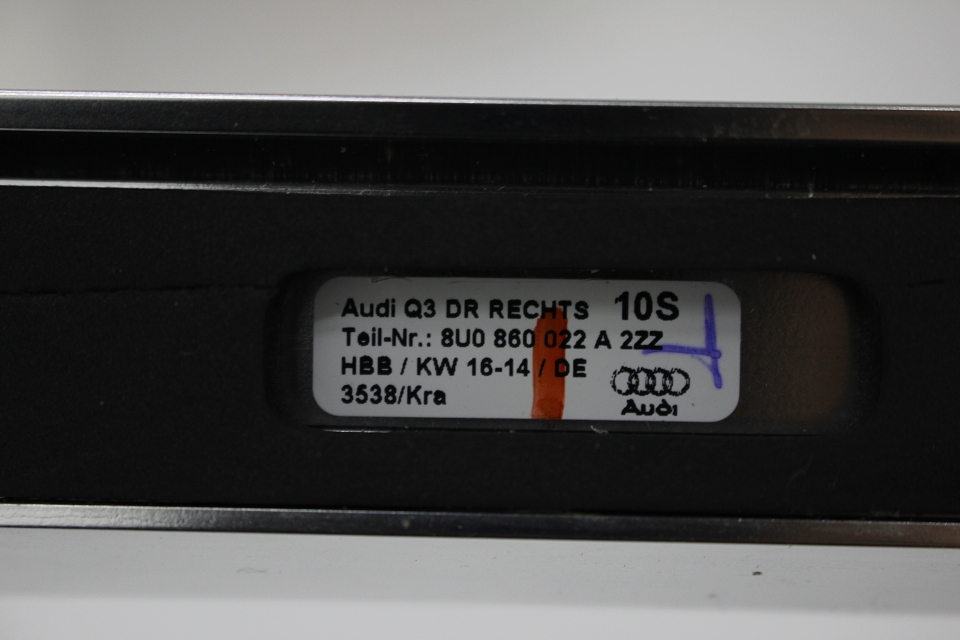 Audi Q3 DR RECHTS 10S
Teil-Nr.: 8U0 860 022 A 2ZZ
HBB / KW 16-14 / DE
3538/Kra
Audi